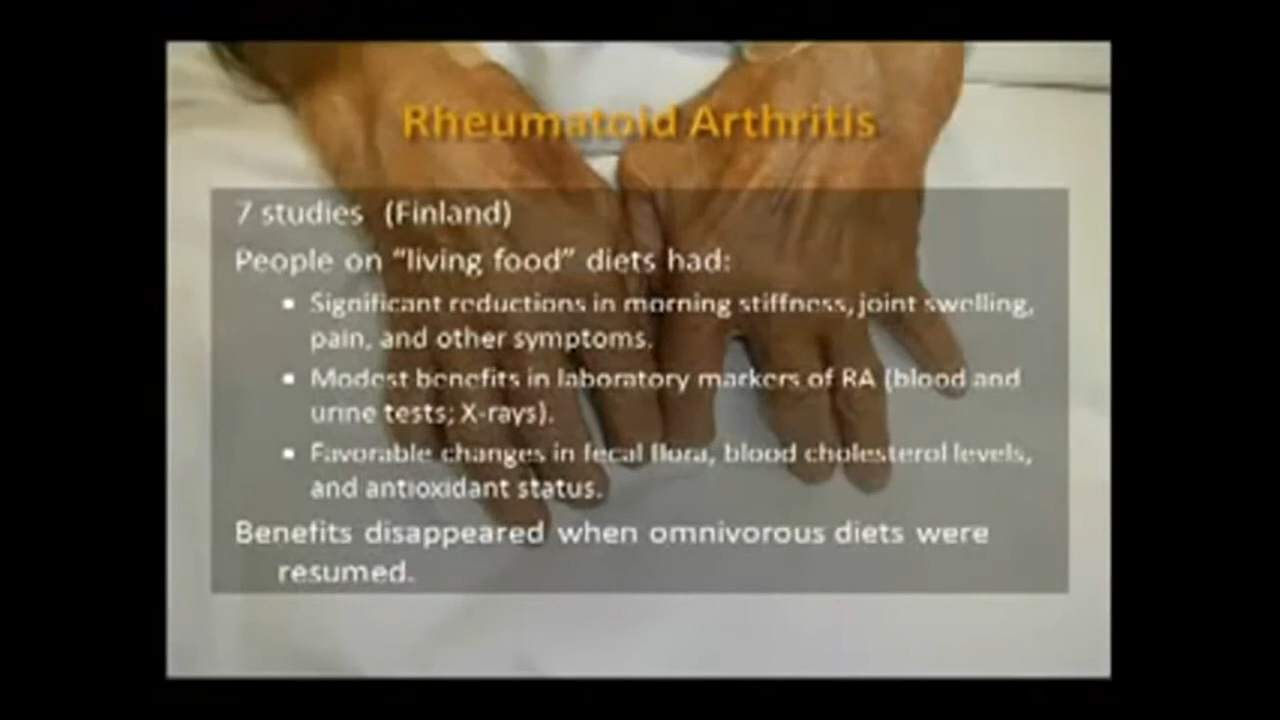 Rheumatoid Arthritis
7 studies (Finland)
People on “living food” diets had:
▪ Significant reductions in morning stiffness, joint swelling,
pain, and other symptoms.
▪ Modest benefits in laboratory markers of RA (blood and
urine tests; X-rays).
▪ Favorable changes in fecal flora, blood cholesterol levels,
and antioxidant status.
Benefits disappeared when omnivorous diets were
resumed.